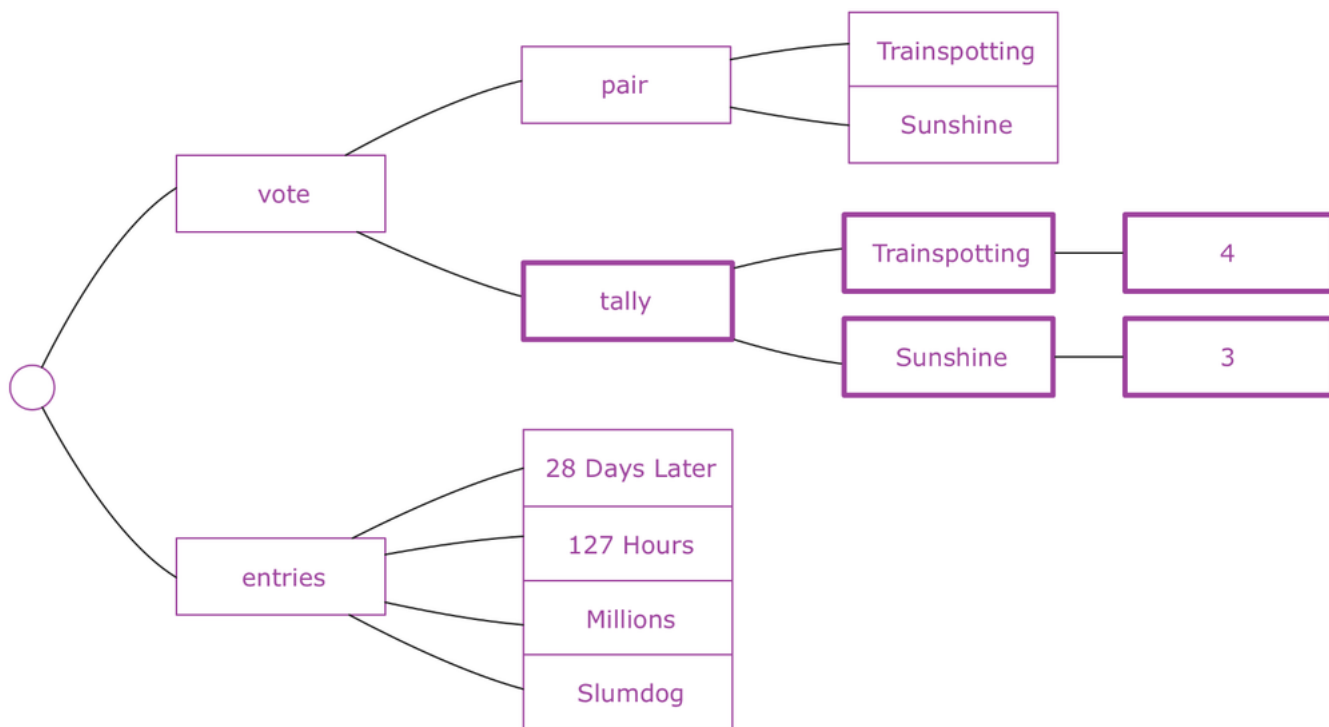 pair
Trainspotting
Sunshine
vote
tally
Trainspotting
4
Sunshine
3
entries
28 Days Later
127 Hours
Millions
Slumdog